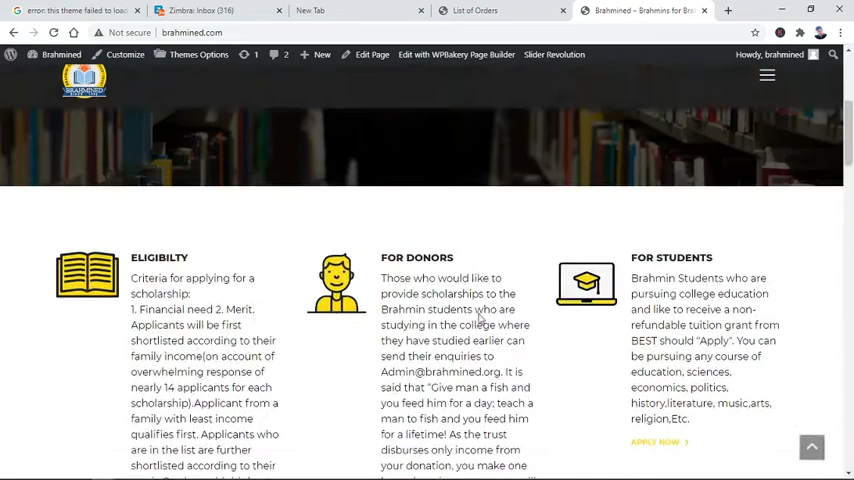 error: this theme failed to load
Zimbra: Inbox (316)
New Tab
List of Orders
Brahmined – Brahmins for Bra
Not secure
brahmined.com
Brahmined
Customize
Themes Options
1
2
New
Edit Page
Edit with WPBakery Page Builder
Slider Revolution
Howdy, brahmined
BRAHMINED
ELIGIBILTY
Criteria for applying for a
scholarship:
1. Financial need 2. Merit.
Applicants will be first
shortlisted according to their
family income(on account of
overwhelming response of
nearly 14 applicants for each
scholarship).Applicant from a
family with least income
qualifies first. Applicants who
are in the list are further
shortlisted according to their
FOR DONORS
Those who would like to
provide scholarships to the
Brahmin students who are
studying in the college where
they have studied earlier can
send their enquiries to
Admin@brahmined.org. It is
said that “Give man a fish and
you feed him for a day; teach a
man to fish and you feed him
for a lifetime! As the trust
disburses only income from
your donation, you make one
FOR STUDENTS
Brahmin Students who are
pursuing college education
and like to receive a non-
refundable tuition grant from
BEST should “Apply”. You can
be pursuing any course of
education, sciences,
economics, politics,
history,literature, music,arts,
religion,Etc.
APPLY NOW